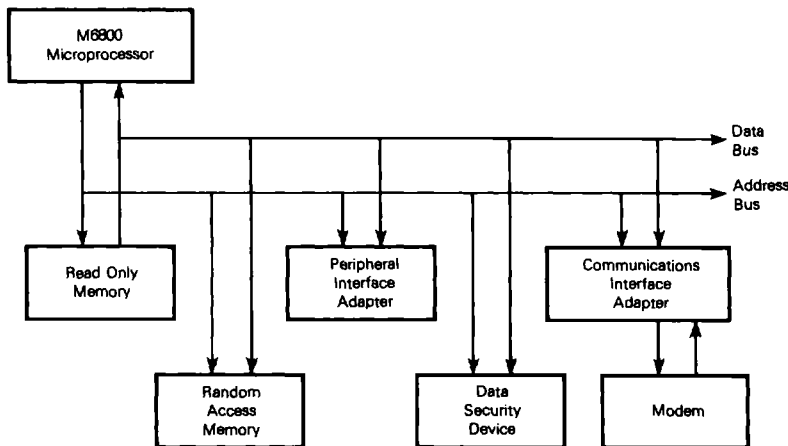 M6800
Microprocessor
Data
Bus
Address
Bus
Read Only
Memory
Peripheral
Interface
Adapter
Communications
Interface
Adapter
Random
Access
Memory
Data
Security
Device
Modem